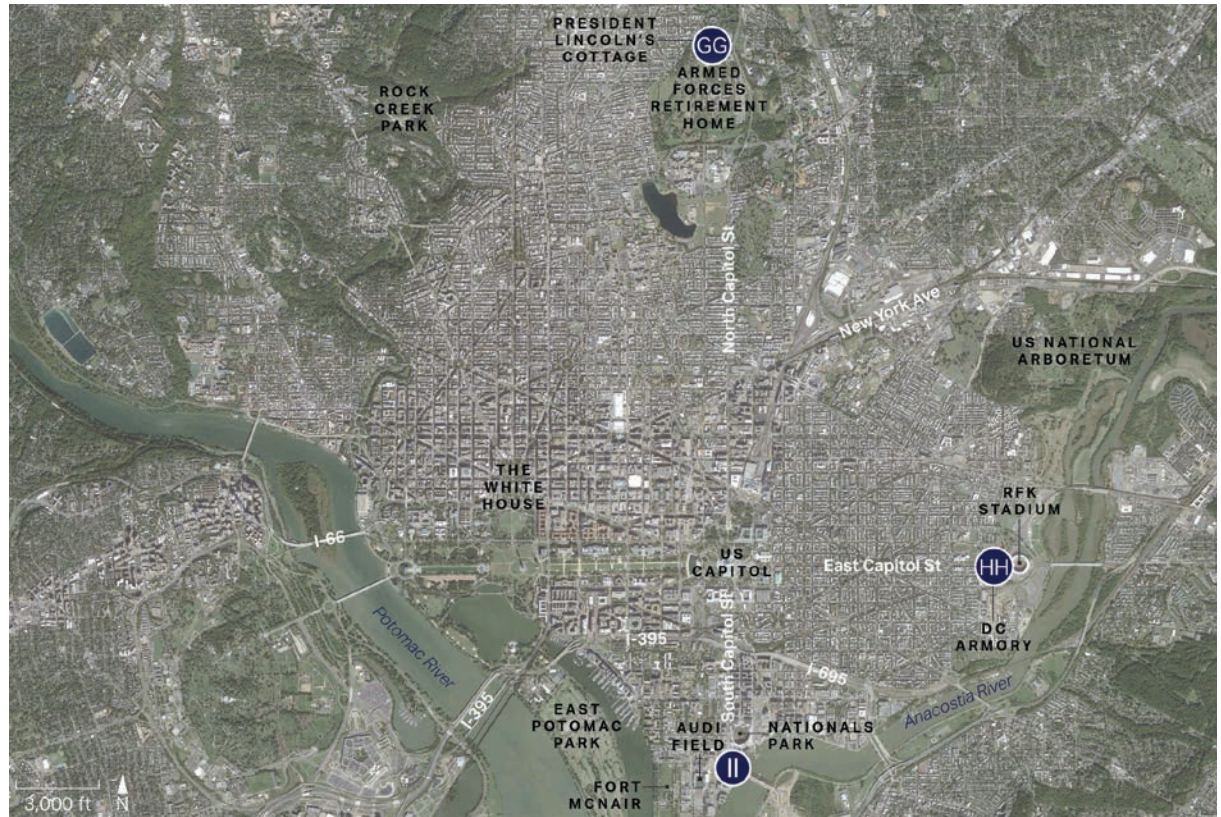 PRESIDENT
LINCOLN'S
COTTAGE
GG
ARMED
FORCES
RETIREMENT
HOME
ROCK
CREEK
PARK
North Capitol St
New York Ave
US NATIONAL
ARBORETUM
THE
WHITE
HOUSE
RFK
STADIUM
I-66
US
CAPITOL
East Capitol St
HH
DC
ARMORY
Potomac River
I-395
I-395
South Capitol St
I-695
Anacostia River
EAST
POTOMAC
PARK
AUDI
FIELD
NATIONALS
PARK
II
FORT
MCNAIR
3,000 ft
N